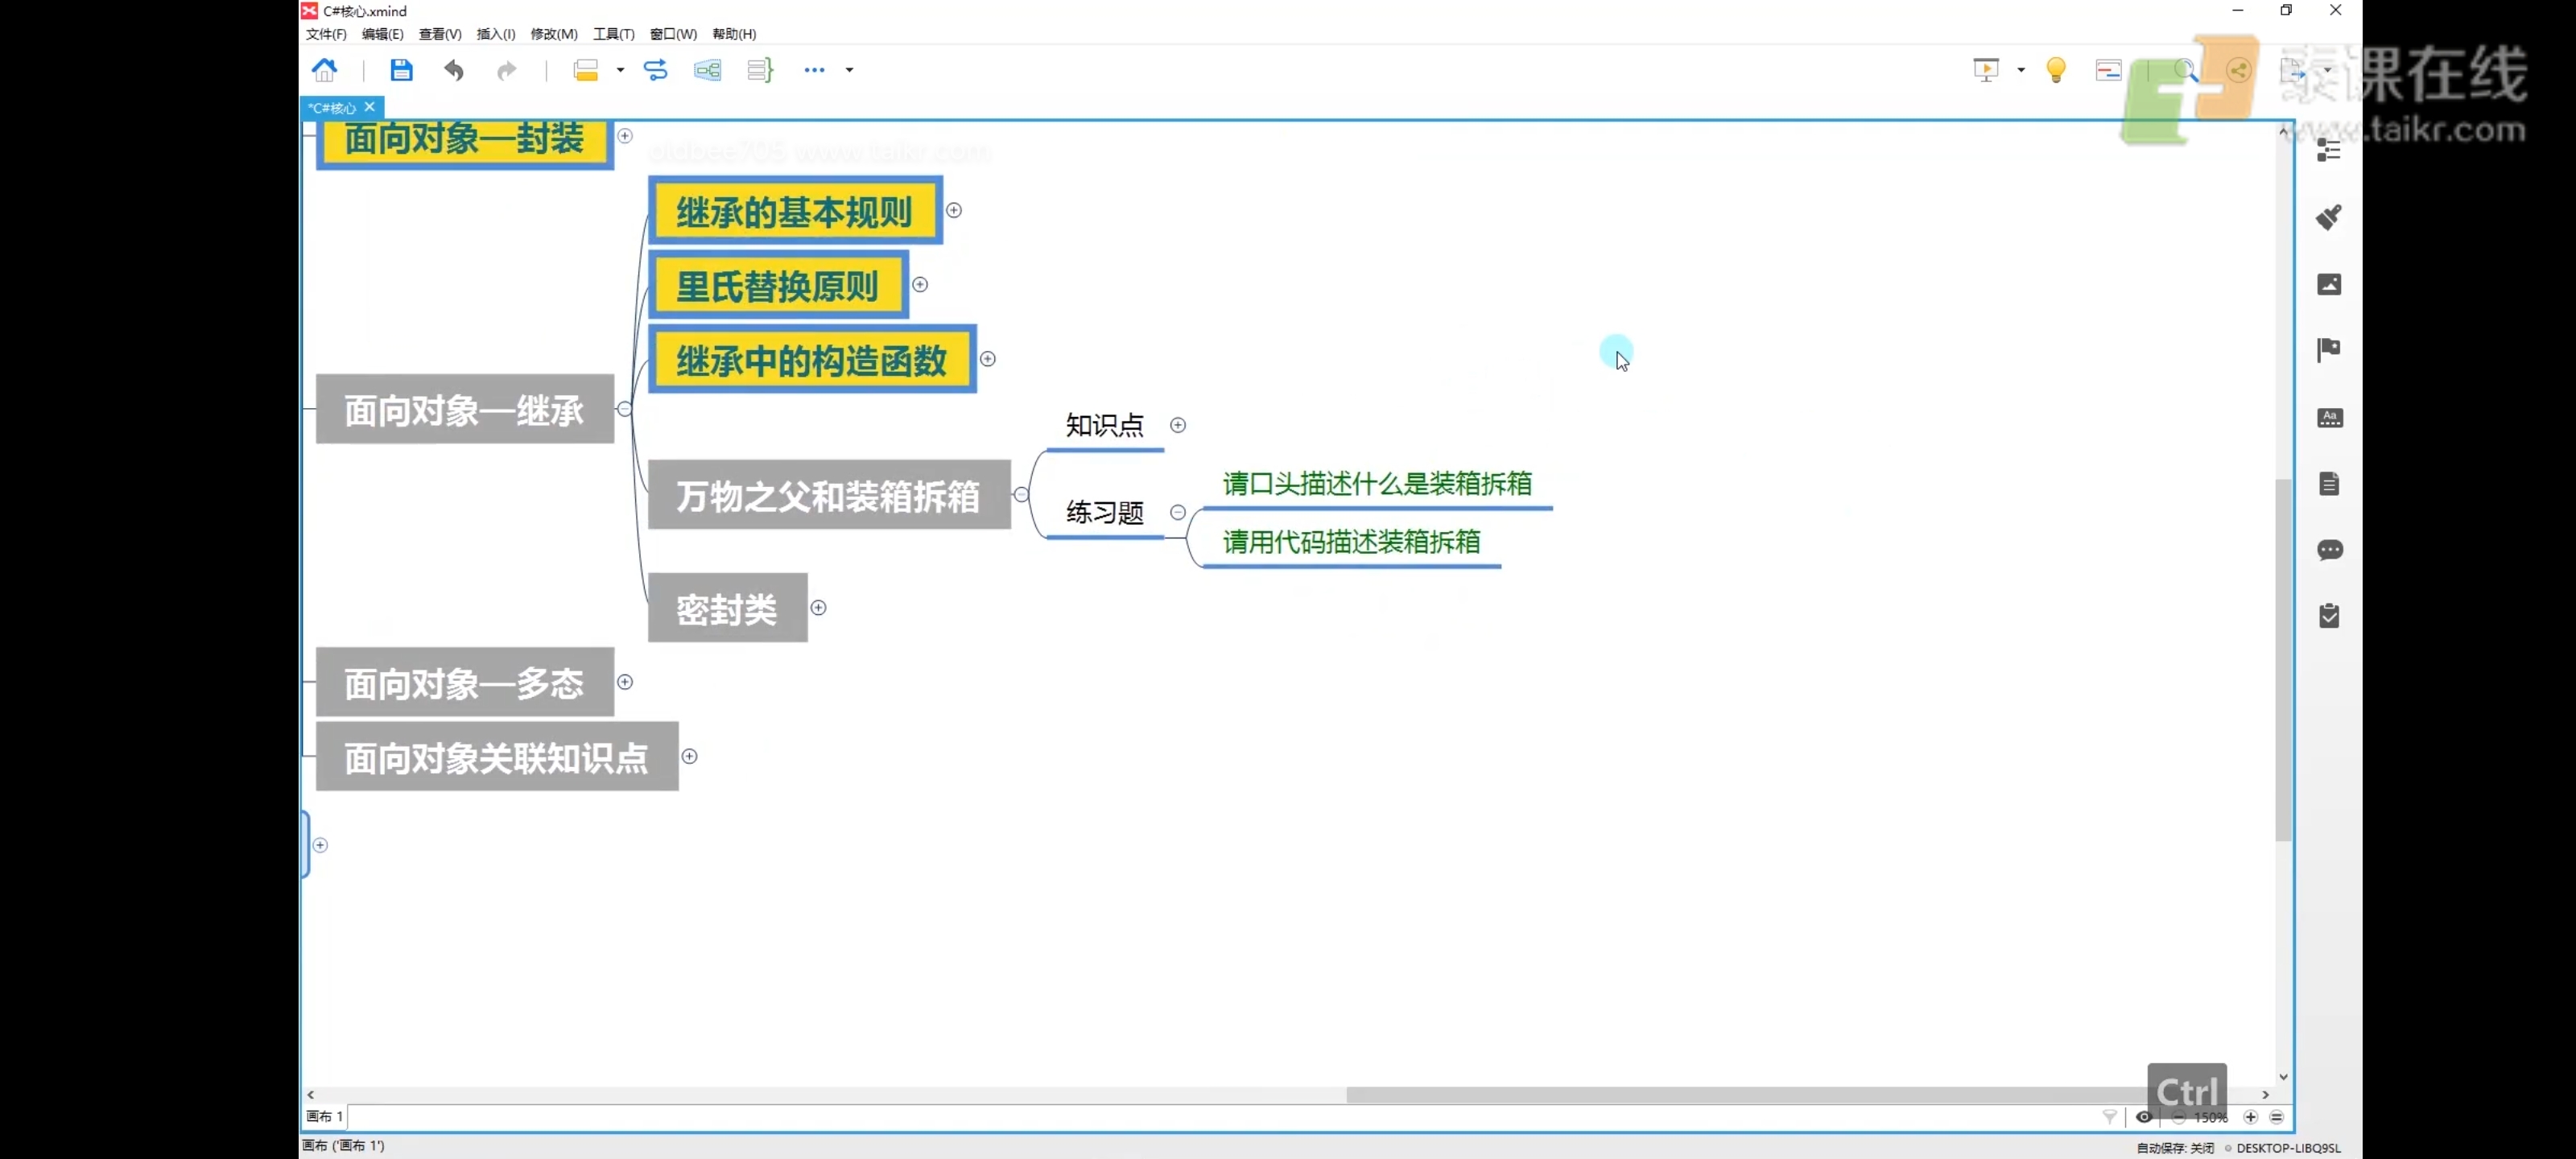 C#核心.xmind
文件(F) 编辑(E) 查看(V) 插入(I) 修改(M) 工具(T) 窗口(W) 帮助(H)
泰课在线
www.taikr.com
*C#核心
面向对象—封装
oldbee705 www.taikr.com
继承的基本规则
里氏替换原则
继承中的构造函数
面向对象—继承
知识点
万物之父和装箱拆箱
请口头描述什么是装箱拆箱
练习题
请用代码描述装箱拆箱
密封类
面向对象—多态
面向对象关联知识点
Aa
Ctrl
画布 1
150%
画布 ('画布 1')
自动保存: 关闭
DESKTOP-LIBQ9SL